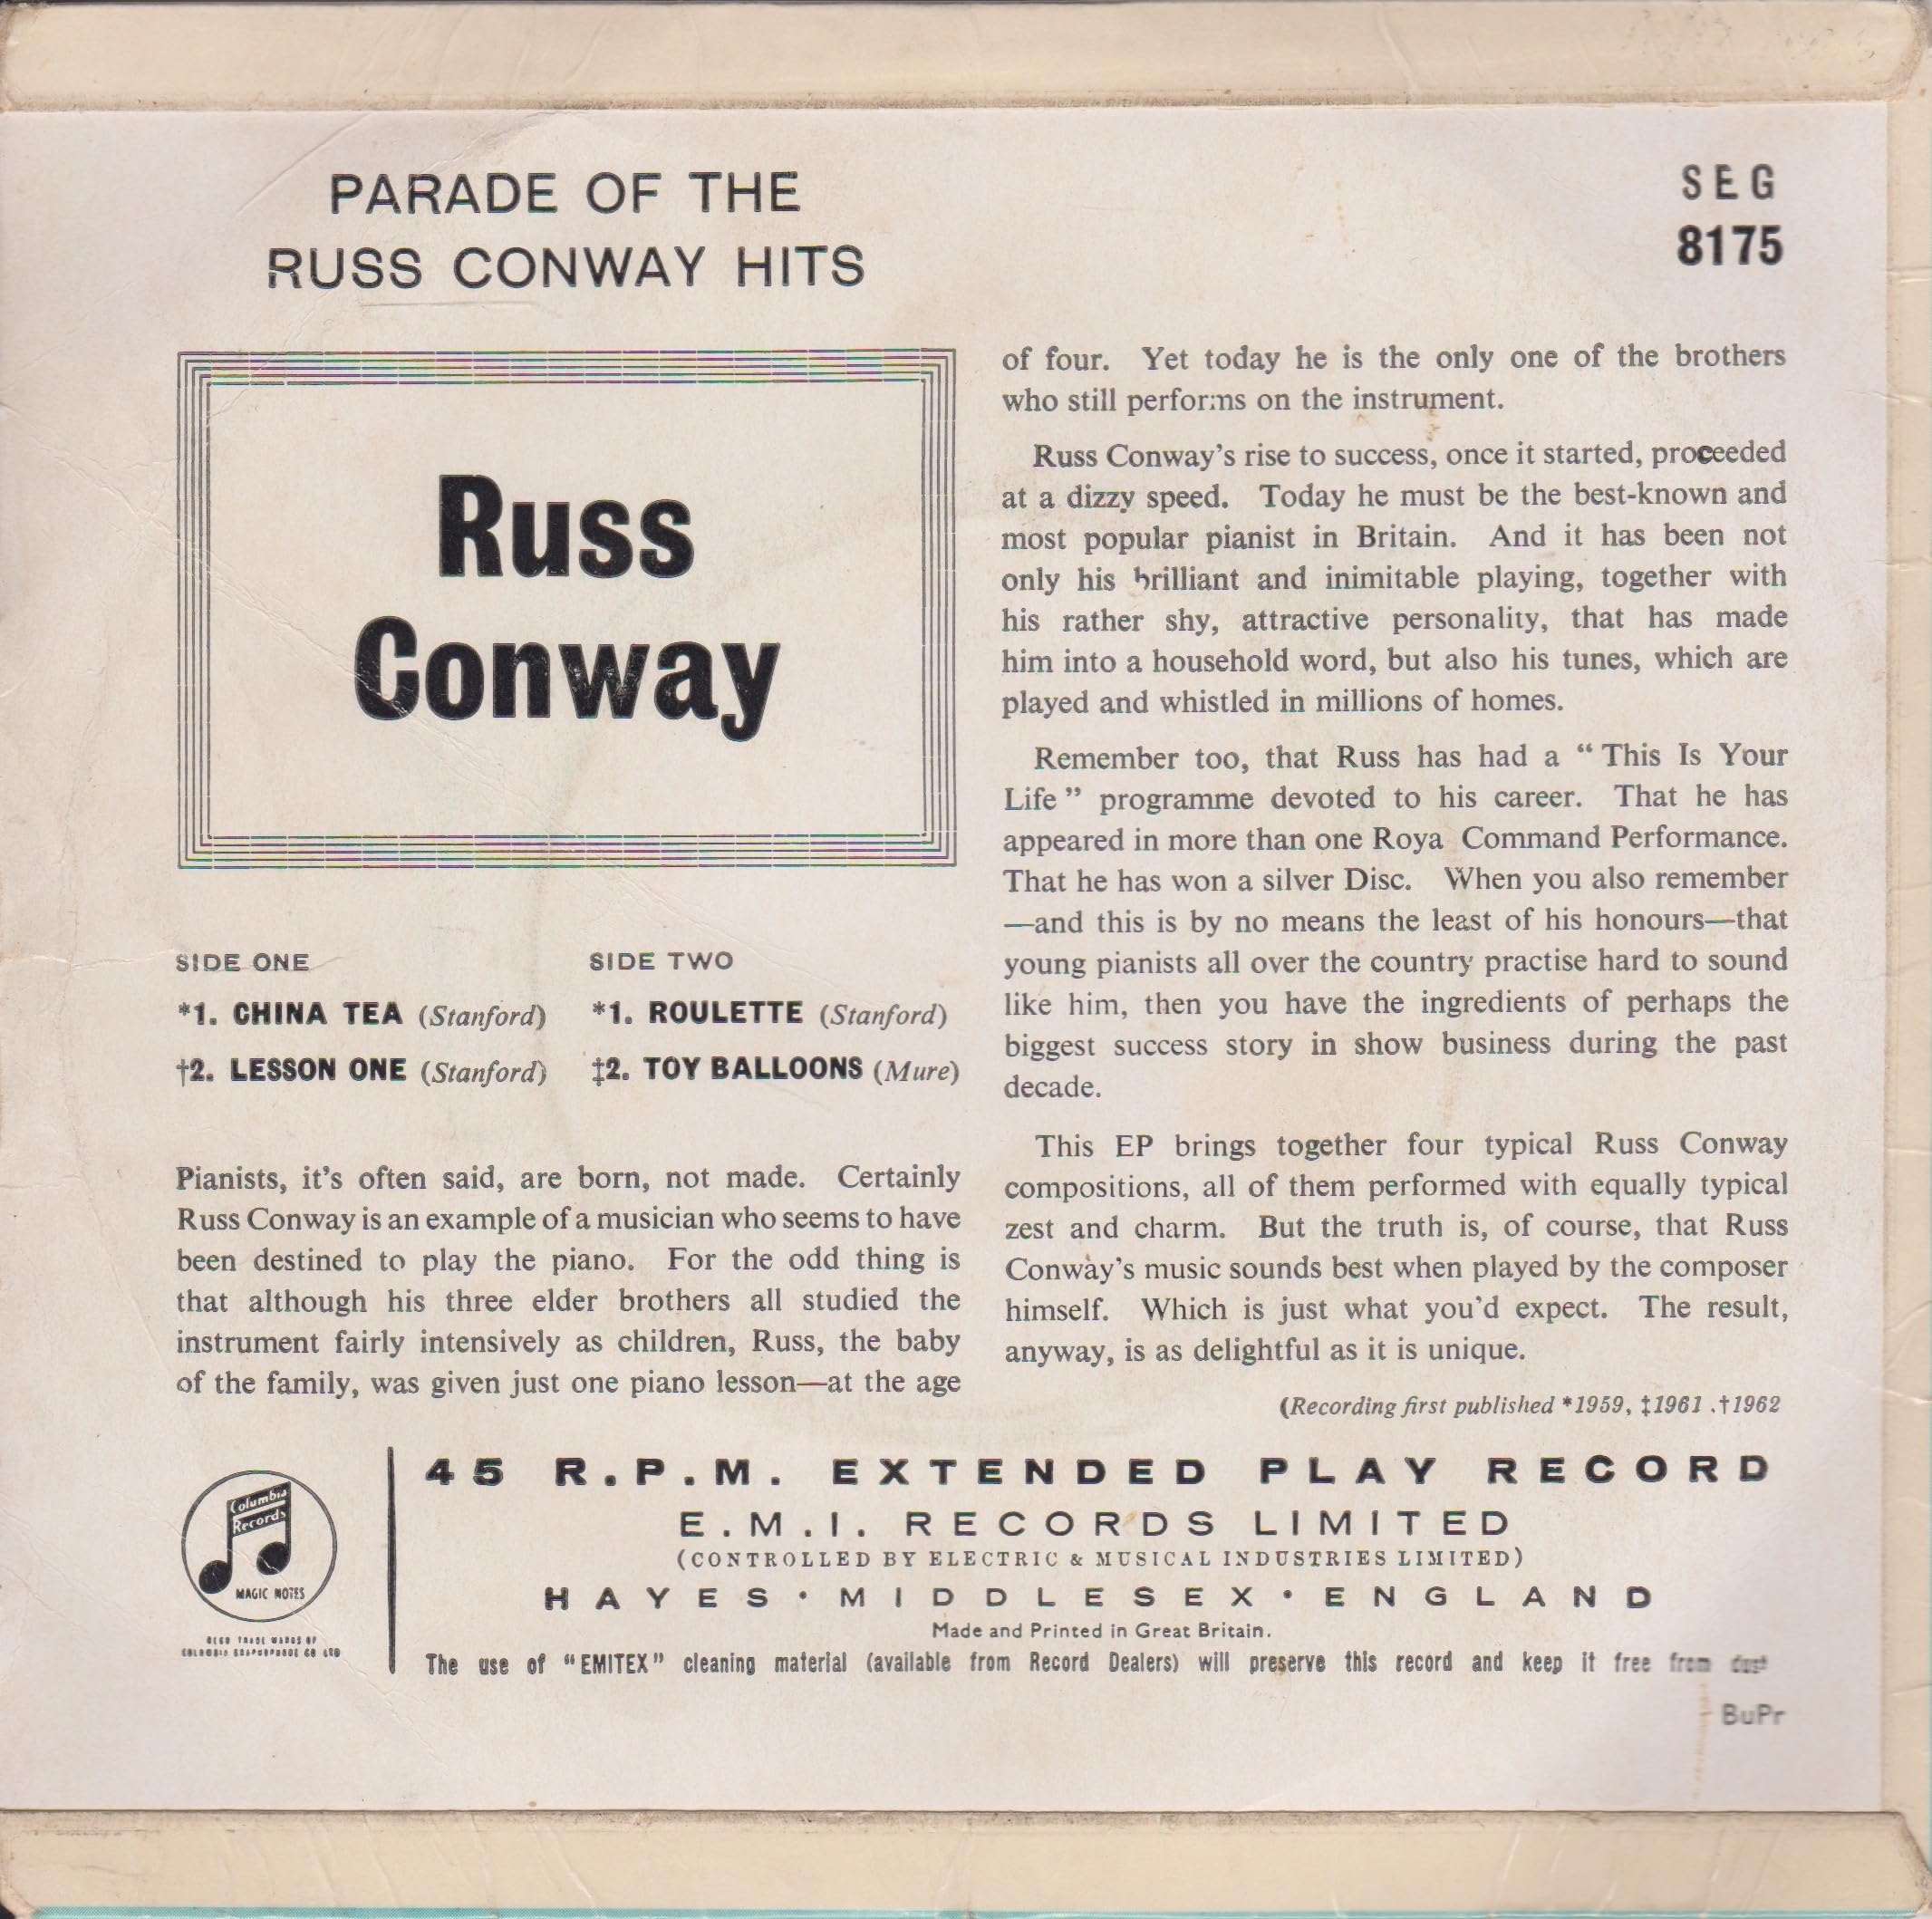 PARADE OF THE
RUSS CONWAY HITS
SEG
8175
Russ
Conway
SIDE ONE
*1. CHINA TEA (Stanford)
†2. LESSON ONE (Stanford)
SIDE TWO
*1. ROULETTE (Stanford)
‡2. TOY BALLOONS (Mure)
Pianists, it's often said, are born, not made. Certainly
Russ Conway is an example of a musician who seems to have
been destined to play the piano. For the odd thing is
that although his three elder brothers all studied the
instrument fairly intensively as children, Russ, the baby
of the family, was given just one piano lesson—at the age
of four. Yet today he is the only one of the brothers
who still performs on the instrument.
Russ Conway's rise to success, once it started, proceeded
at a dizzy speed. Today he must be the best-known and
most popular pianist in Britain. And it has been not
only his brilliant and inimitable playing, together with
his rather shy, attractive personality, that has made
him into a household word, but also his tunes, which are
played and whistled in millions of homes.
Remember too, that Russ has had a “This Is Your
Life” programme devoted to his career. That he has
appeared in more than one Roya Command Performance.
That he has won a silver Disc. When you also remember
—and this is by no means the least of his honours—that
young pianists all over the country practise hard to sound
like him, then you have the ingredients of perhaps the
biggest success story in show business during the past
decade.
This EP brings together four typical Russ Conway
compositions, all of them performed with equally typical
zest and charm. But the truth is, of course, that Russ
Conway's music sounds best when played by the composer
himself. Which is just what you'd expect. The result,
anyway, is as delightful as it is unique.
(Recording first published *1959, ‡1961 .†1962
Columbia
Records
MAGIC NOTES
TRADE MARKS OF
COLUMBIA GRAPHOPHONE CO LTD
45 R.P.M. EXTENDED PLAY RECORD
E.M.I. RECORDS LIMITED
(CONTROLLED BY ELECTRIC & MUSICAL INDUSTRIES LIMITED)
HAYES · MIDDLESEX · ENGLAND
Made and Printed in Great Britain.
The use of “EMITEX” cleaning material (available from Record Dealers) will preserve this record and keep it free from dust
BuPr